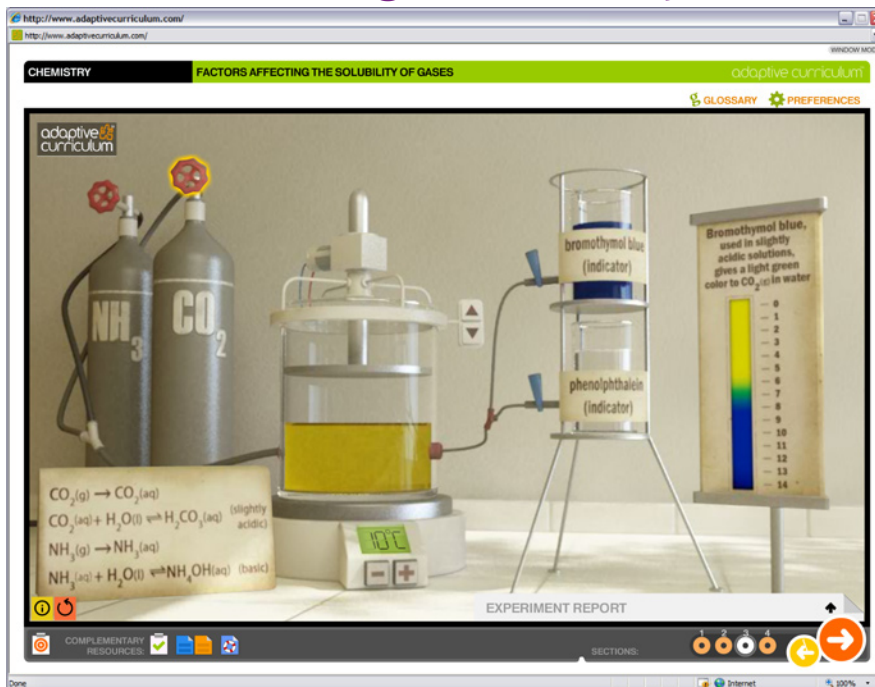 http://www.adaptivecurriculum.com/
http://www.adaptivecurriculum.com/
WINDOW MOD
CHEMISTRY
FACTORS AFFECTING THE SOLUBILITY OF GASES
adaptive curriculum
GLOSSARY
PREFERENCES
adaptive
curriculum
NH3
CO2
bromothymol blue
(indicator)
phenolphthalein
(indicator)
Bromothymol blue,
used in slightly
acidic solutions,
gives a light green
color to CO2(g) in water
0
1
2
3
4
5
6
7
8
9
10
11
12
13
14
CO2(g) → CO2(aq)
CO2(aq) + H2O(l) ⇌ H2CO3(aq) (slightly
acidic)
NH3(g) → NH3(aq)
NH3(aq) + H2O(l) ⇌ NH4OH(aq) (basic)
10°C
EXPERIMENT REPORT
COMPLEMENTARY
RESOURCES:
SECTIONS:
1 2 3 4
Done
Internet
100%